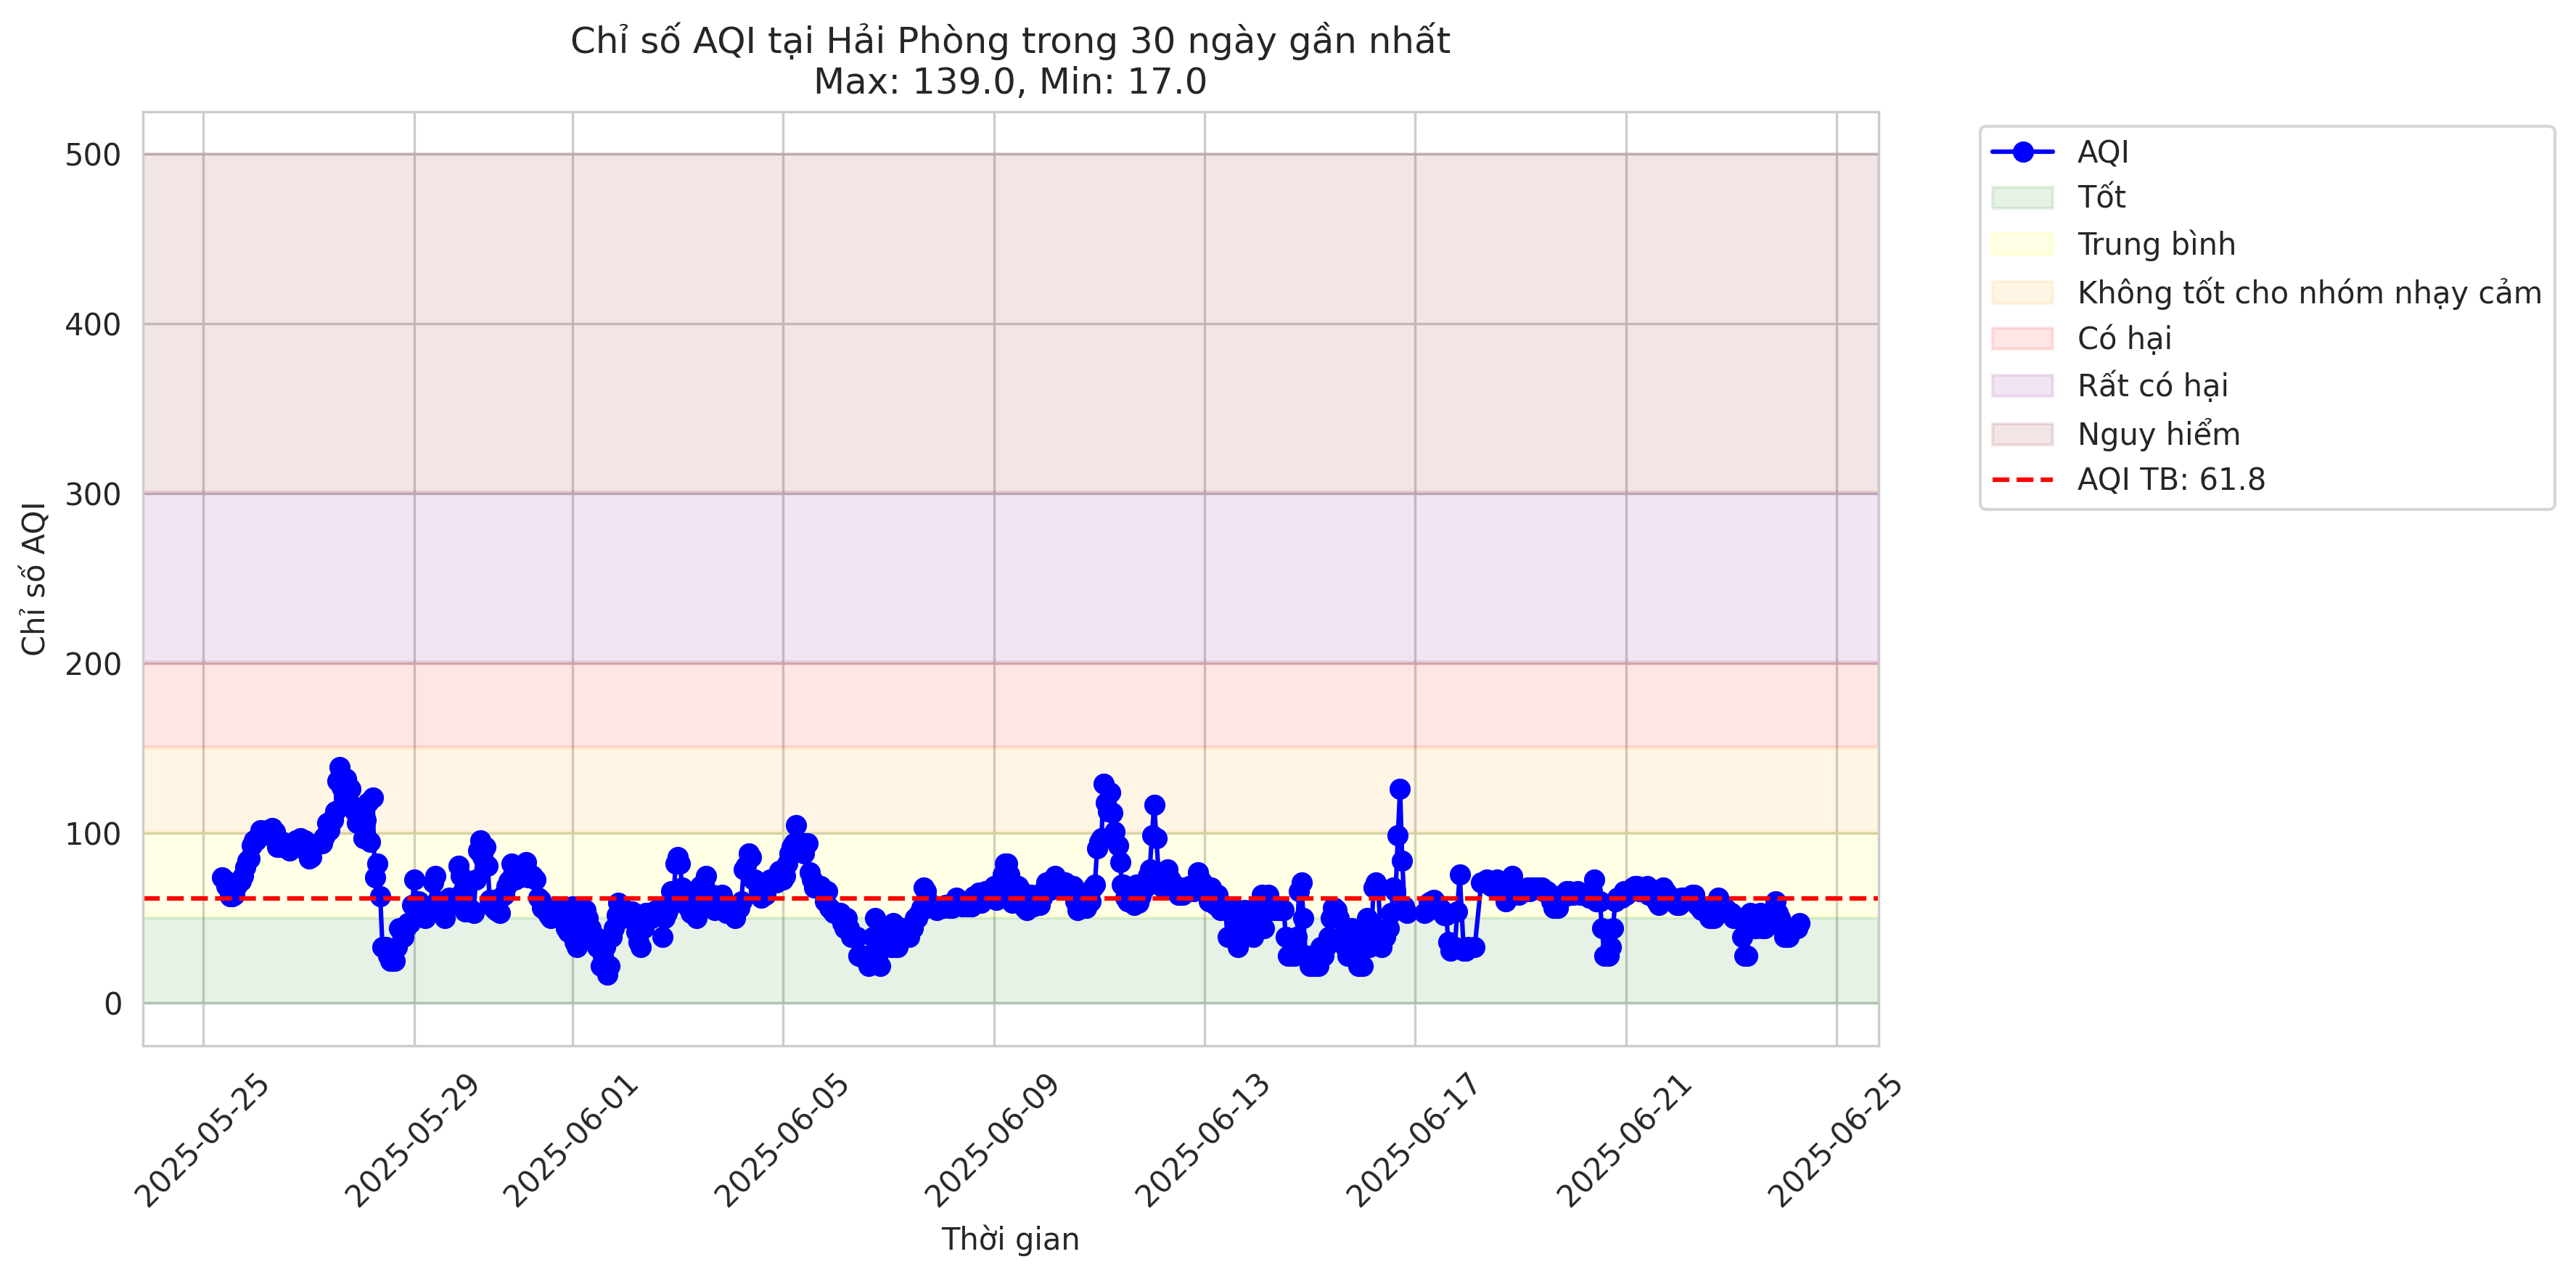 Chỉ số AQI tại Hải Phòng trong 30 ngày gần nhất
Max: 139.0, Min: 17.0
Chỉ số AQI
500
400
300
200
100
0
2025-05-25
2025-05-29
2025-06-01
2025-06-05
2025-06-09
2025-06-13
2025-06-17
2025-06-21
2025-06-25
Thời gian
AQI
Tốt
Trung bình
Không tốt cho nhóm nhạy cảm
Có hại
Rất có hại
Nguy hiểm
AQI TB: 61.8